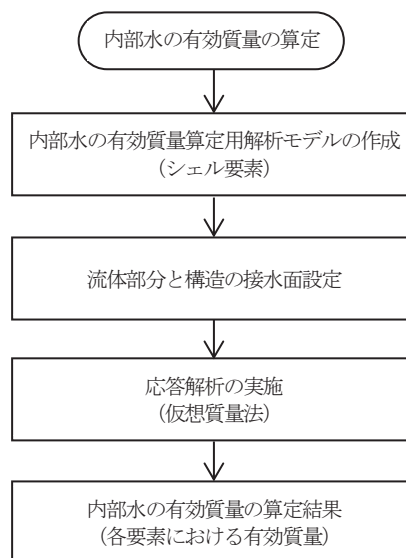 内部水の有効質量の算定
内部水の有効質量算定用解析モデルの作成
（シェル要素）
流体部分と構造の接水面設定
応答解析の実施
(仮想質量法)
内部水の有効質量の算定結果
（各要素における有効質量）